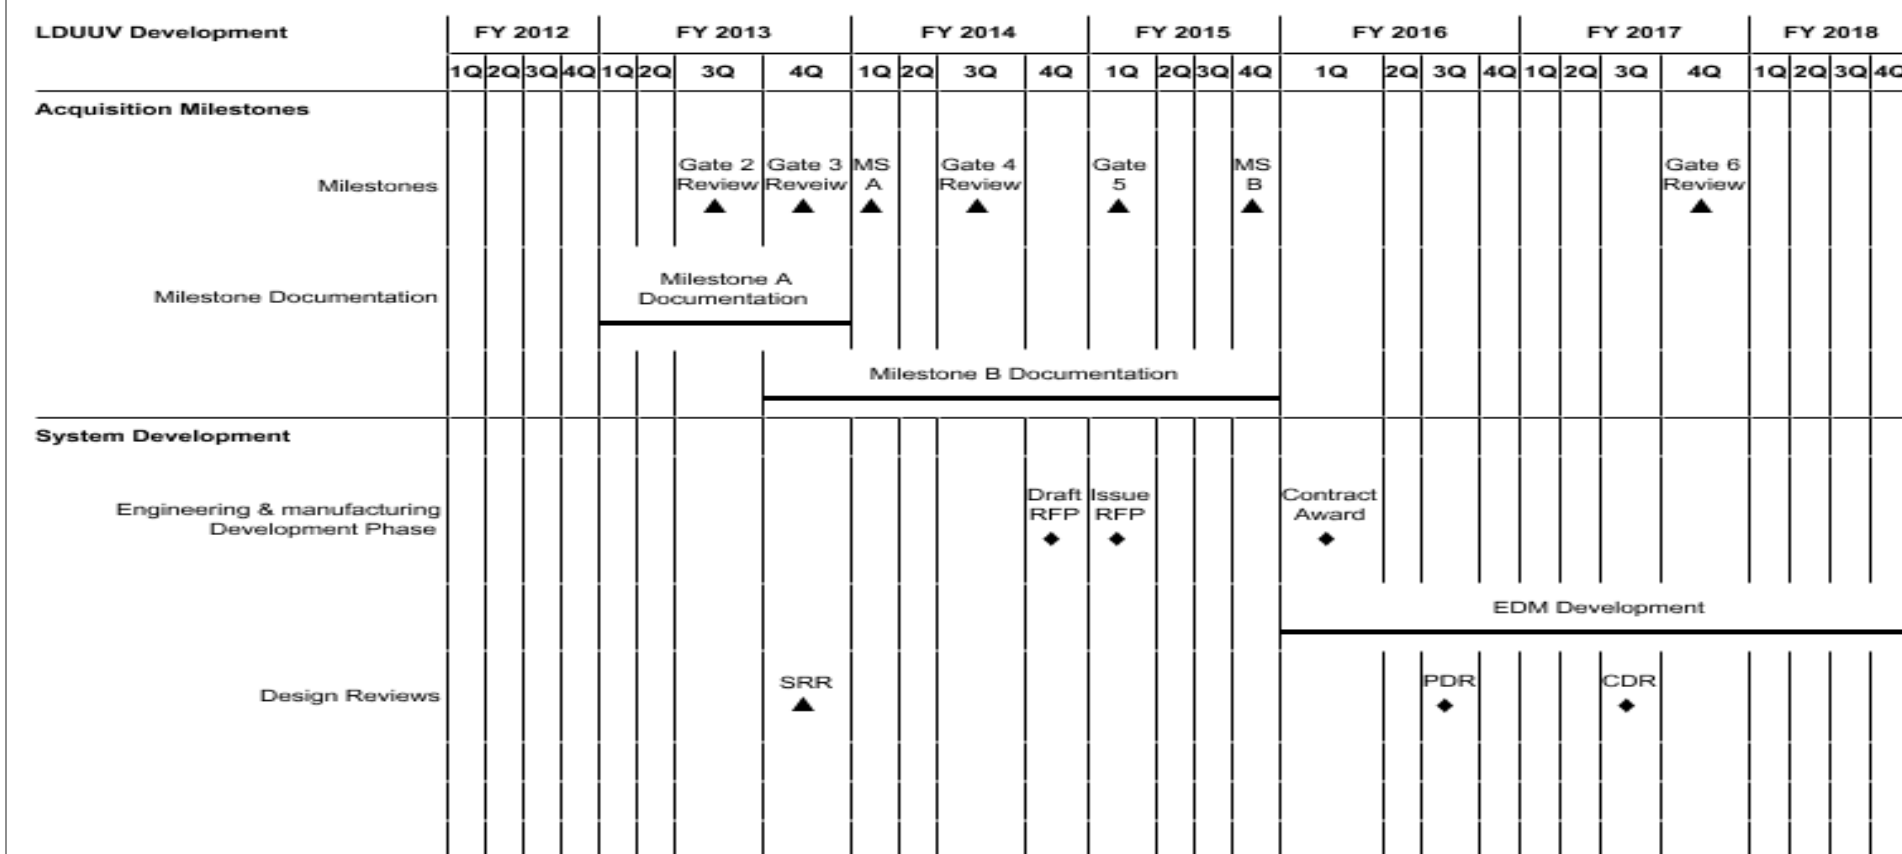 LDUUV Development FY 2012 FY 2013 FY 2014 FY 2015 FY 2016 FY 2017 FY 2018
1Q 2Q 3Q 4Q 1Q 2Q 3Q 4Q 1Q 2Q 3Q 4Q 1Q 2Q 3Q 4Q 1Q 2Q 3Q 4Q 1Q 2Q 3Q 4Q 1Q 2Q 3Q 4Q
Acquisition Milestones
Gate 2 Gate 3 MS Gate 4 Gate MS Gate 6
Milestones Review Reveiw A Review 5 B Review
Milestone A
Milestone Documentation Documentation
Milestone B Documentation
System Development
Draft Issue Contract
Engineering & manufacturing RFP RFP Award
Development Phase
EDM Development
Design Reviews SRR PDR CDR